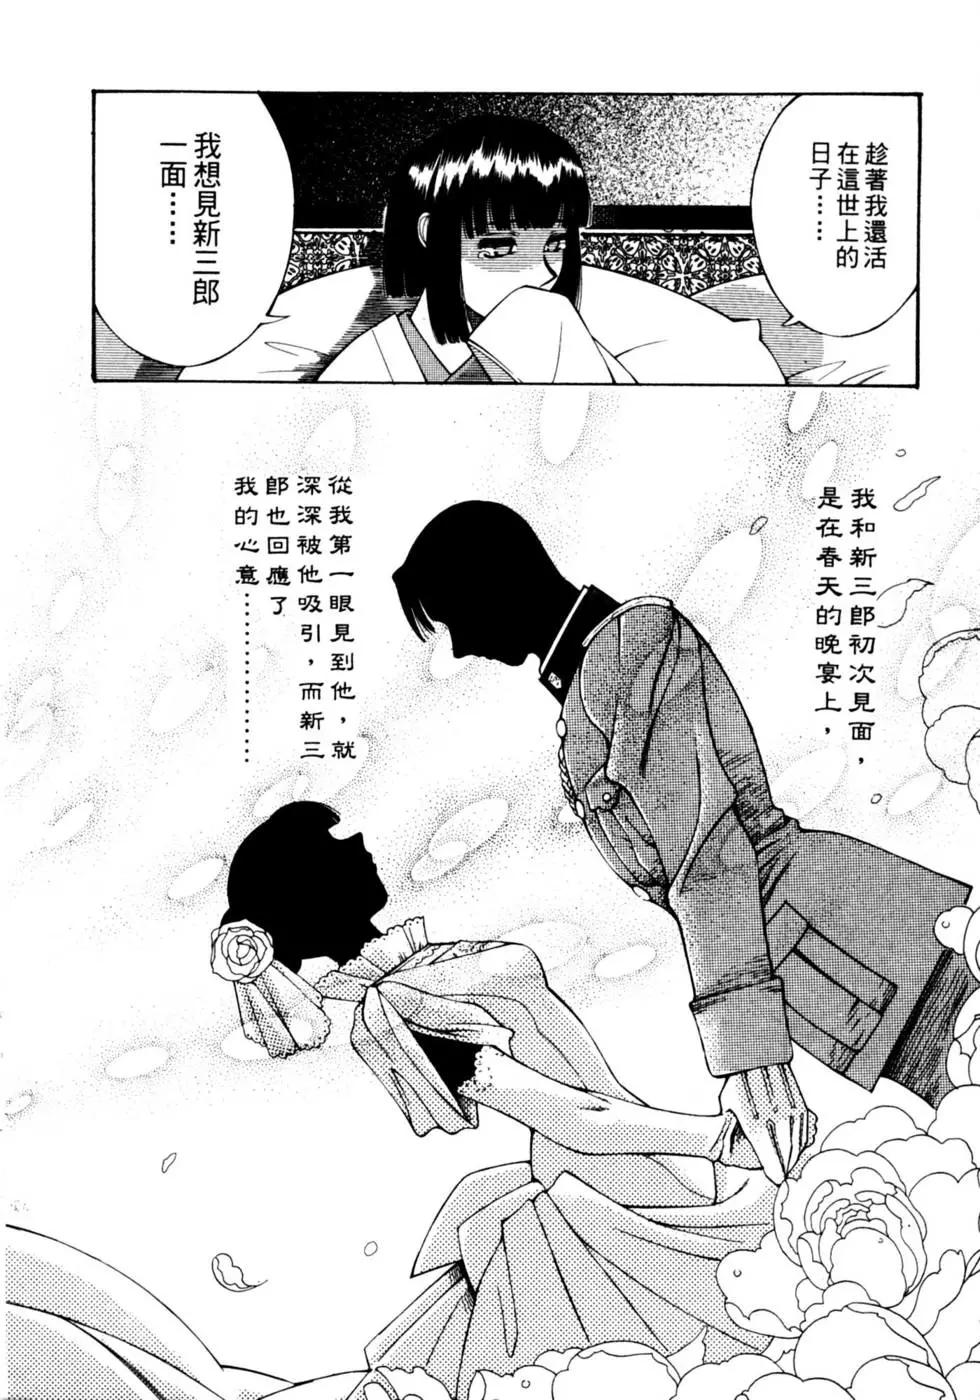 趁著我還活
在這世上的
日子……
我想見新三郎
一面……
我和新三郎初次見面，
是在春天的晚宴上，
從我第一眼見到他，就
深深被他吸引，而新三
郎也回應了
我的心意…………………